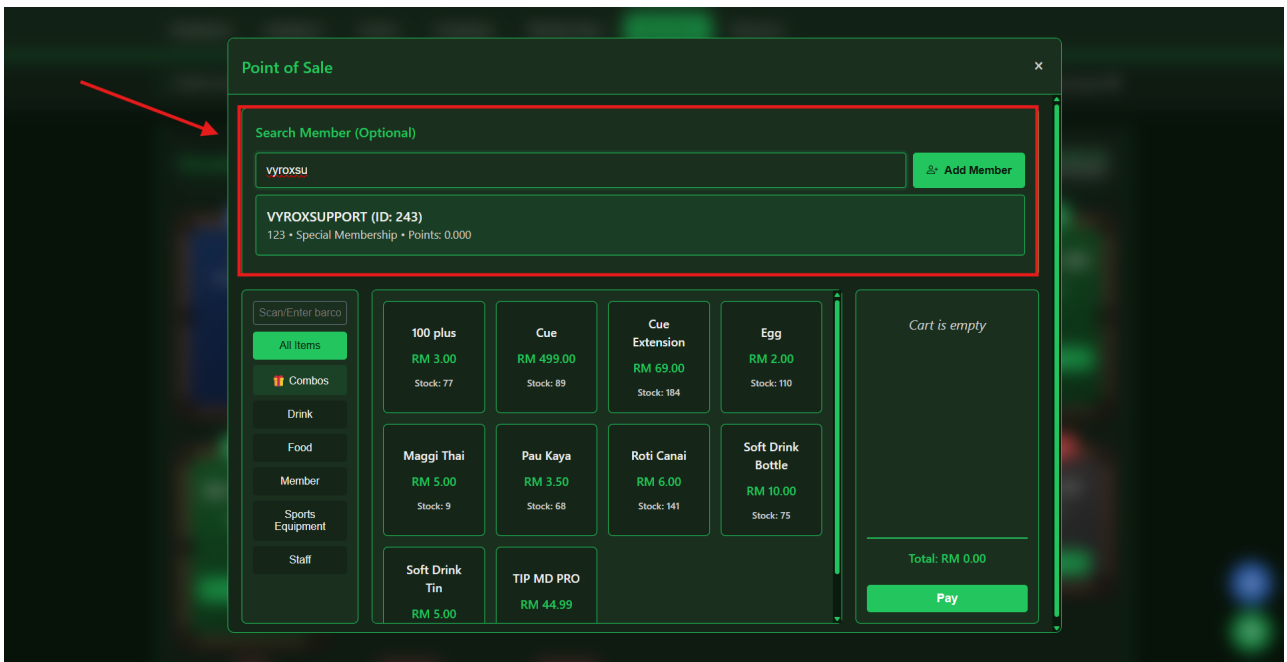 Point of Sale
×
Search Member (Optional)
vyroxsu
Add Member
VYROXSUPPORT (ID: 243)
123 • Special Membership • Points: 0.000
Scan/Enter barco
All Items
Combos
Drink
Food
Member
Sports
Equipment
Staff
100 plus
RM 3.00
Stock: 77
Cue
RM 499.00
Stock: 89
Cue
Extension
RM 69.00
Stock: 184
Egg
RM 2.00
Stock: 110
Maggi Thai
RM 5.00
Stock: 9
Pau Kaya
RM 3.50
Stock: 68
Roti Canai
RM 6.00
Stock: 141
Soft Drink
Bottle
RM 10.00
Stock: 75
Soft Drink
Tin
RM 5.00
TIP MD PRO
RM 44.99
Cart is empty
Total: RM 0.00
Pay